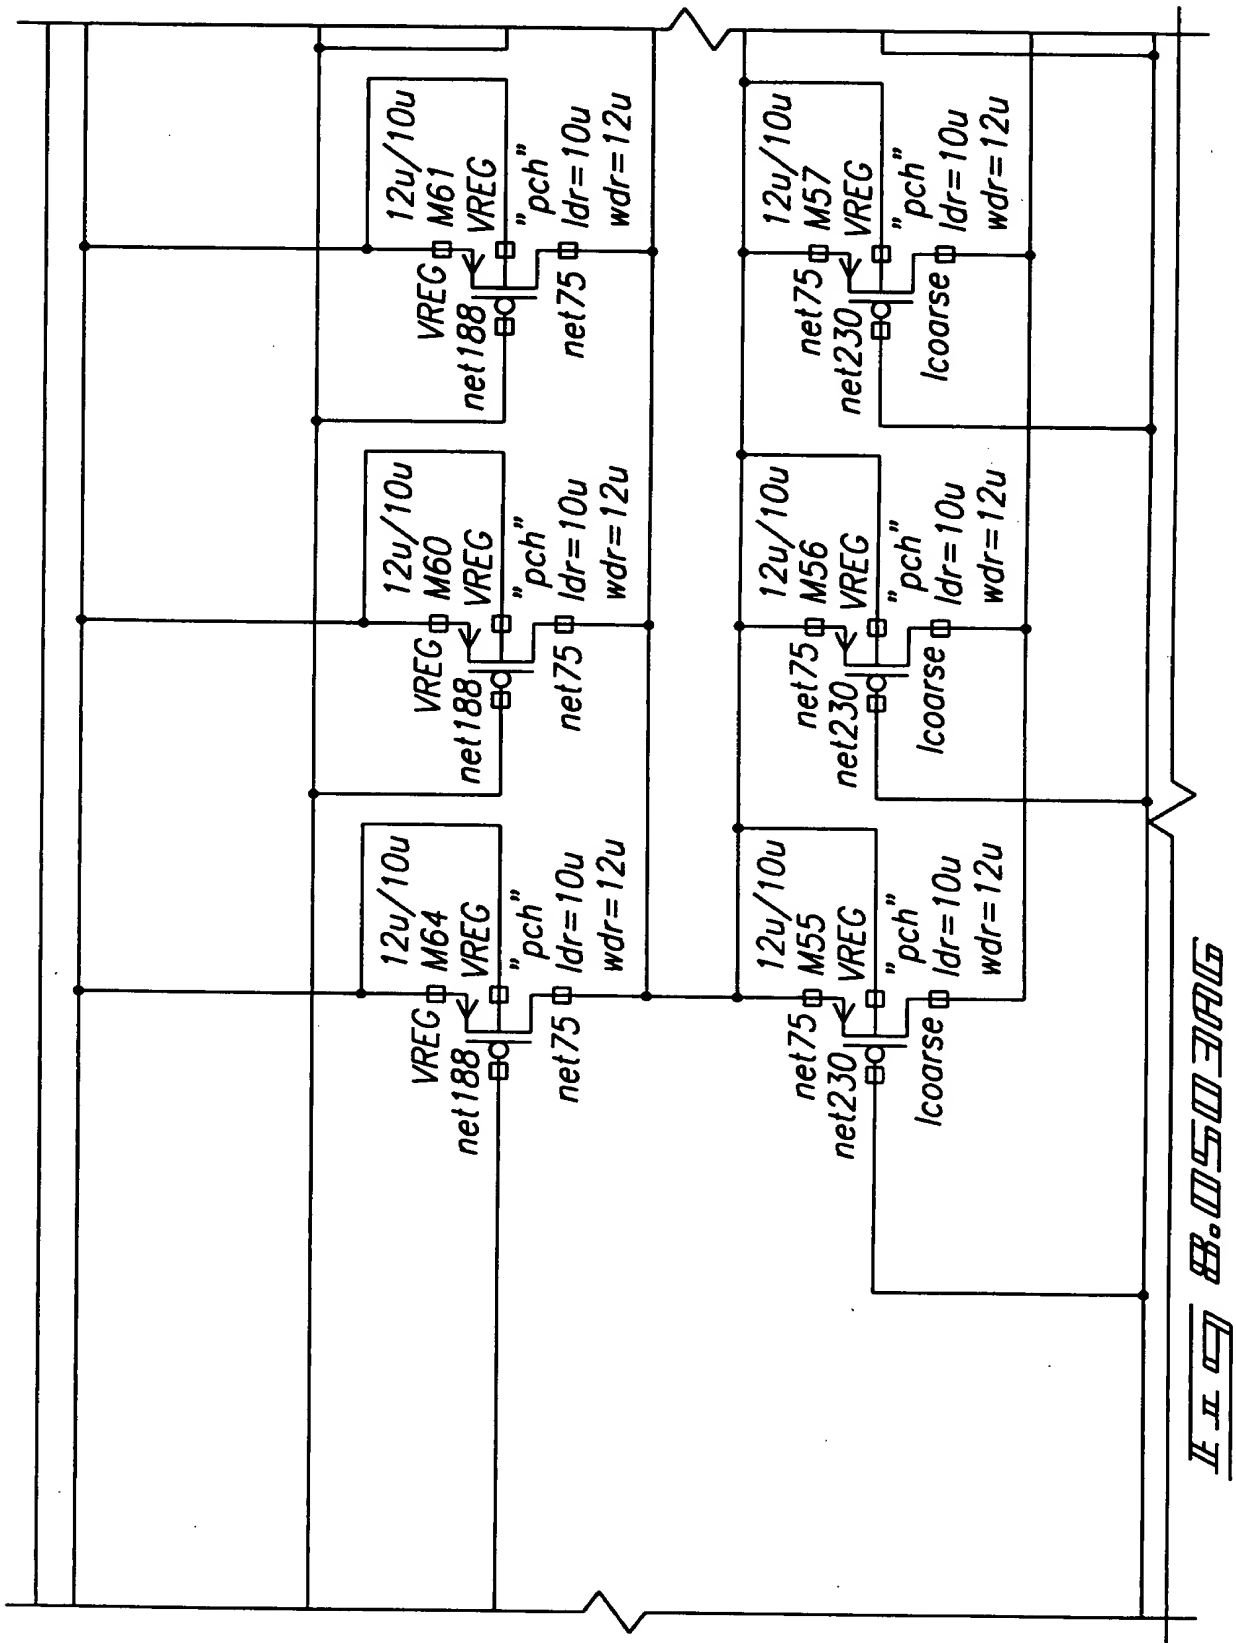 12u/10u
M64
VREG
VREG
net188
"pch"
ldr=10u
net75
wdr=12u
12u/10u
M60
VREG
VREG
net188
"pch"
ldr=10u
net75
wdr=12u
12u/10u
M61
VREG
VREG
net188
"pch"
ldr=10u
net75
wdr=12u
12u/10u
M55
net75
VREG
net230
"pch"
ldr=10u
Icoarse
wdr=12u
12u/10u
M56
net75
VREG
net230
"pch"
ldr=10u
Icoarse
wdr=12u
12u/10u
M57
net75
VREG
net230
"pch"
ldr=10u
Icoarse
wdr=12u
FIG 8.0503AG